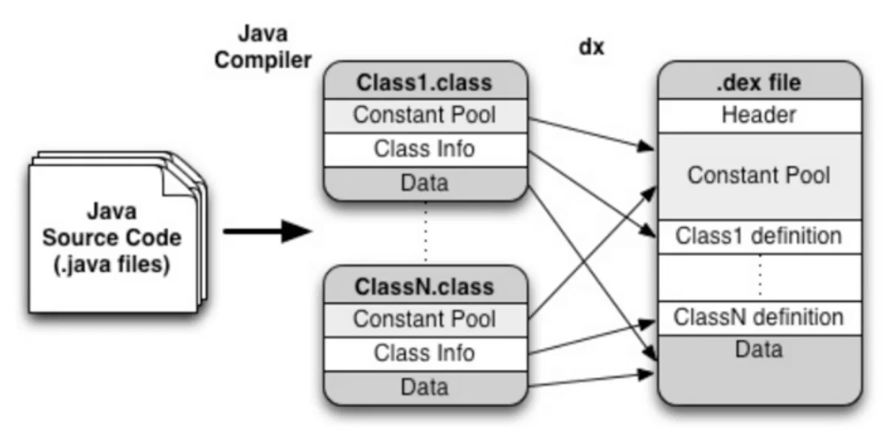 Java
Compiler
dx
Java
Source Code
(.java files)
Class1.class
Constant Pool
Class Info
Data
ClassN.class
Constant Pool
Class Info
Data
.dex file
Header
Constant Pool
Class1 definition
ClassN definition
Data